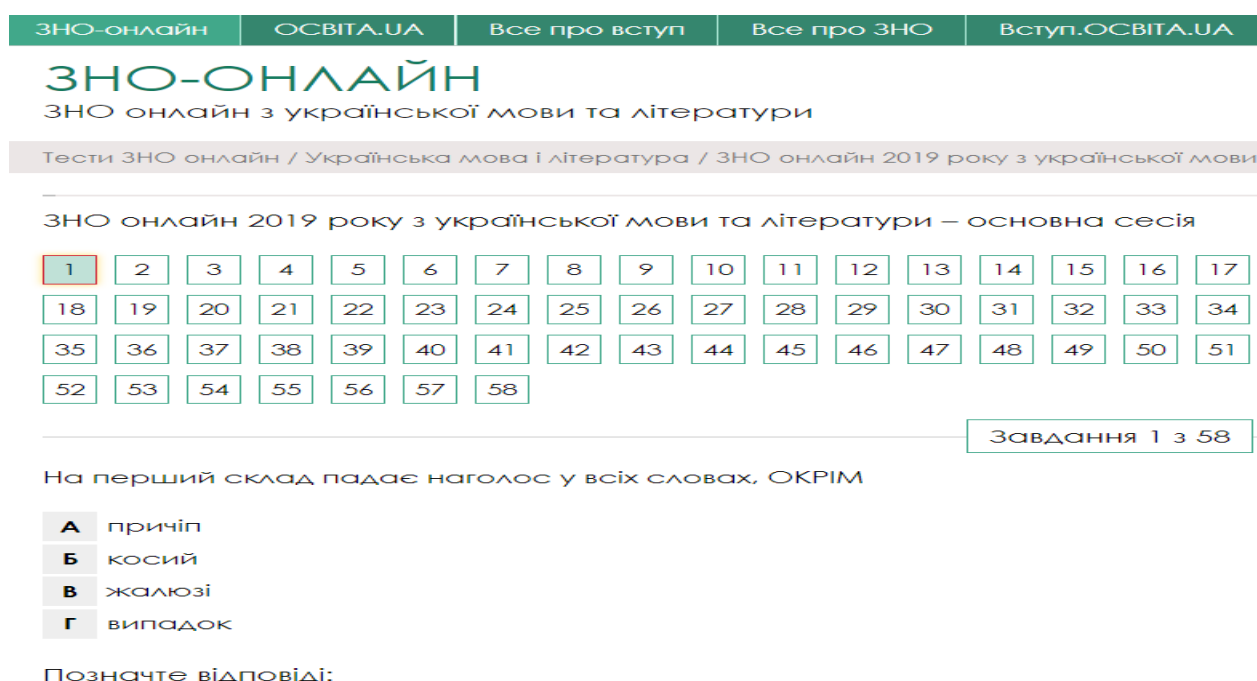 ЗНО-онлайн ОСВІТА.UA Все про вступ Все про ЗНО Вступ.ОСВІТА.UA
ЗНО-ОНЛАЙН
ЗНО онлайн з української мови та літератури
Тести ЗНО онлайн / Українська мова і література / ЗНО онлайн 2019 року з української мови
ЗНО онлайн 2019 року з української мови та літератури – основна сесія
1 2 3 4 5 6 7 8 9 10 11 12 13 14 15 16 17
18 19 20 21 22 23 24 25 26 27 28 29 30 31 32 33 34
35 36 37 38 39 40 41 42 43 44 45 46 47 48 49 50 51
52 53 54 55 56 57 58
Завдання 1 з 58
На перший склад падає наголос у всіх словах, ОКРІМ
А причіп
Б косий
В жалюзі
Г випадок
Позначте відповіді: